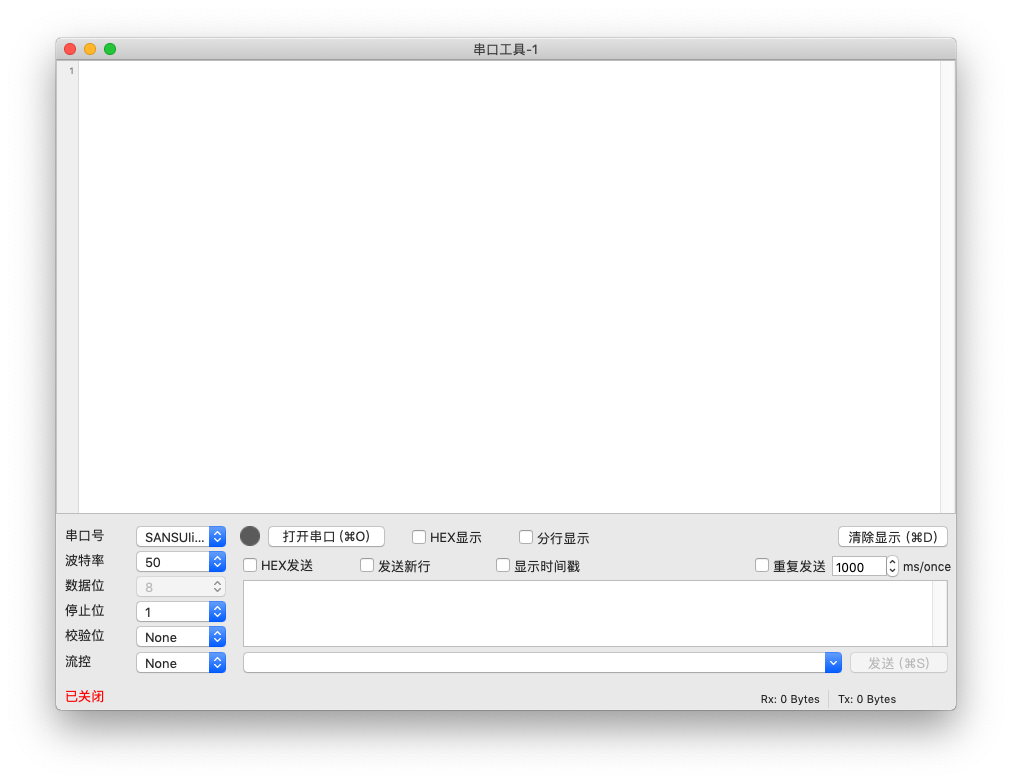 串口工具-1
1
串口号 SANSUli... 打开串口 (⌘O) HEX显示 分行显示 清除显示 (⌘D)
波特率 50 HEX发送 发送新行 显示时间戳 重复发送 1000 ms/once
数据位 8
停止位 1
校验位 None
流控 None 发送 (⌘S)
已关闭 Rx: 0 Bytes Tx: 0 Bytes